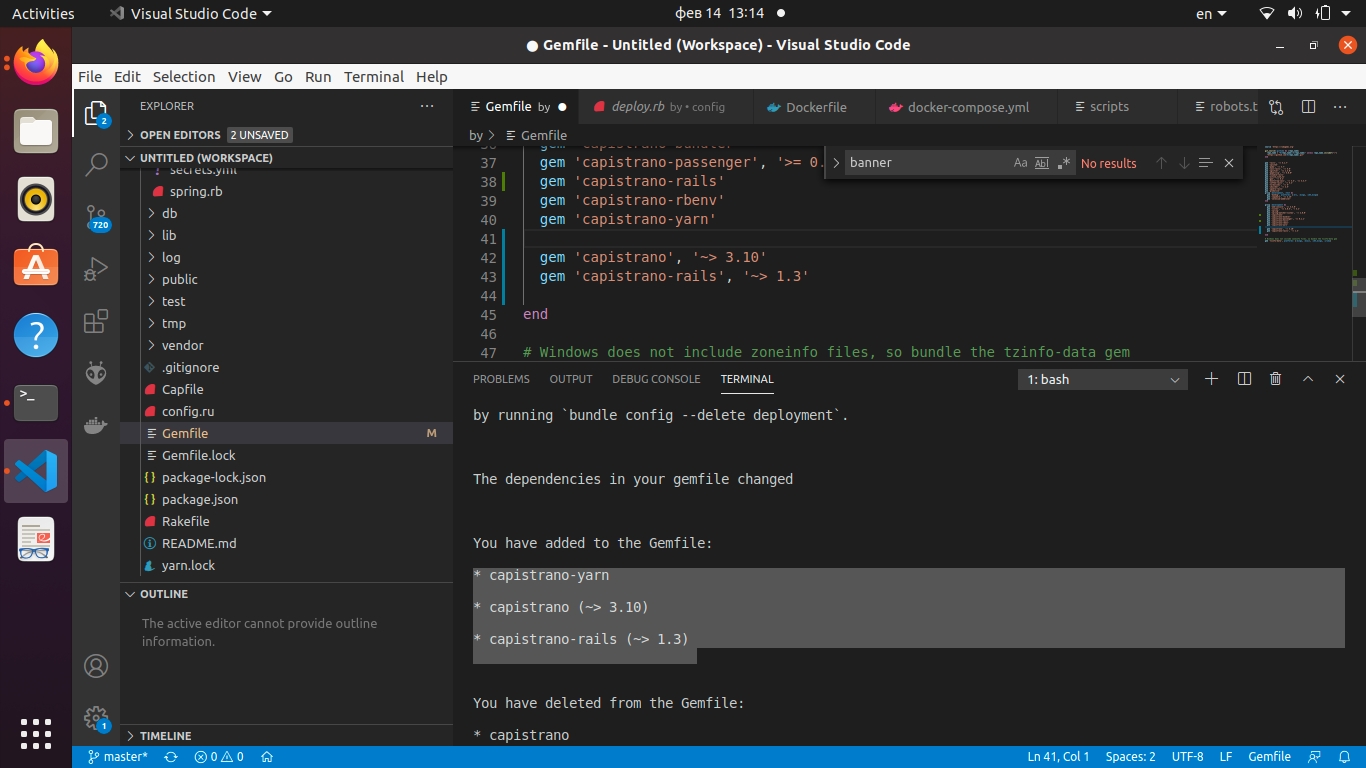 Activities
Visual Studio Code
фев 14 13:14
en
● Gemfile - Untitled (Workspace) - Visual Studio Code
File Edit Selection View Go Run Terminal Help
EXPLORER
OPEN EDITORS 2 UNSAVED
UNTITLED (WORKSPACE)
secrets.yml
spring.rb
db
lib
log
public
test
tmp
vendor
.gitignore
Capfile
config.ru
Gemfile M
Gemfile.lock
package-lock.json
package.json
Rakefile
README.md
yarn.lock
OUTLINE
The active editor cannot provide outline
information.
TIMELINE
2
720
1
Gemfile by ●
deploy.rb by • config
Dockerfile
docker-compose.yml
scripts
robots.t
by > Gemfile
banner
Aa Abl .*
No results
36 gem 'capistrano-bundler'
37 gem 'capistrano-passenger', '>= 0.
38 gem 'capistrano-rails'
39 gem 'capistrano-rbenv'
40 gem 'capistrano-yarn'
41
42 gem 'capistrano', '~> 3.10'
43 gem 'capistrano-rails', '~> 1.3'
44
45 end
46
47 # Windows does not include zoneinfo files, so bundle the tzinfo-data gem
PROBLEMS OUTPUT DEBUG CONSOLE TERMINAL
1: bash
by running `bundle config --delete deployment`.
The dependencies in your gemfile changed
You have added to the Gemfile:
* capistrano-yarn
* capistrano (~> 3.10)
* capistrano-rails (~> 1.3)
You have deleted from the Gemfile:
* capistrano
master*
0 0
Ln 41, Col 1
Spaces: 2
UTF-8
LF
Gemfile